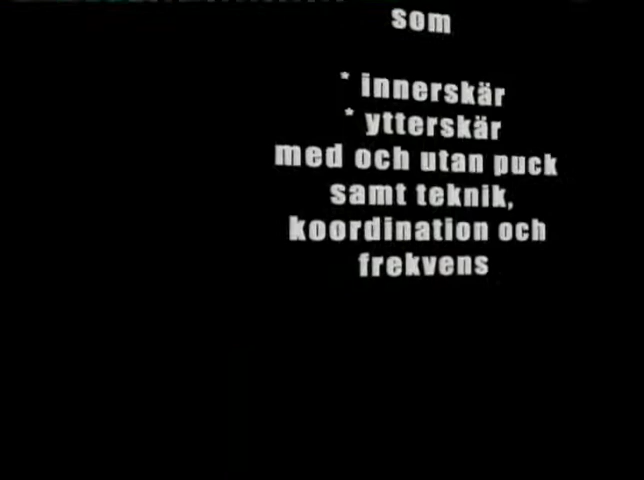 som
* innerskär
* ytterskär
med och utan puck
samt teknik,
koordination och
frekvens